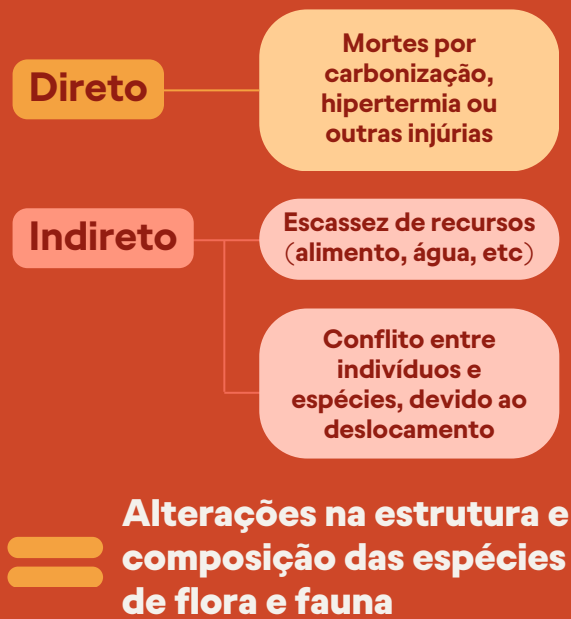 Direto
Mortes por
carbonização,
hipertermia ou
outras injúrias
Indireto
Escassez de recursos
(alimento, água, etc)
Conflito entre
indivíduos e
espécies, devido ao
deslocamento
Alterações na estrutura e
composição das espécies
de flora e fauna